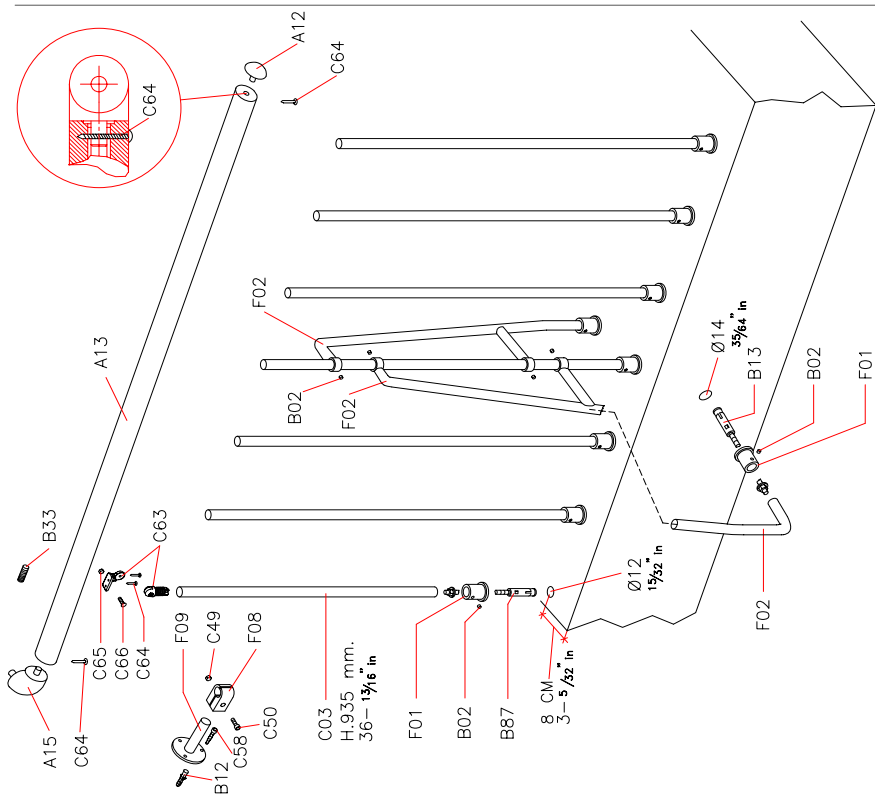 A12
C64
C64
A13
F02
B02
F02
Ø14
35/64" in
B13
B02
F01
B33
C63
C65
C66
C64
F09
C49
F08
A15
C64
C50
C58
B12
C03
H.935 mm.
36- 13/16" in
F01
B02
B87
8 CM
3- 5/32" in
Ø12
15/32" in
F02